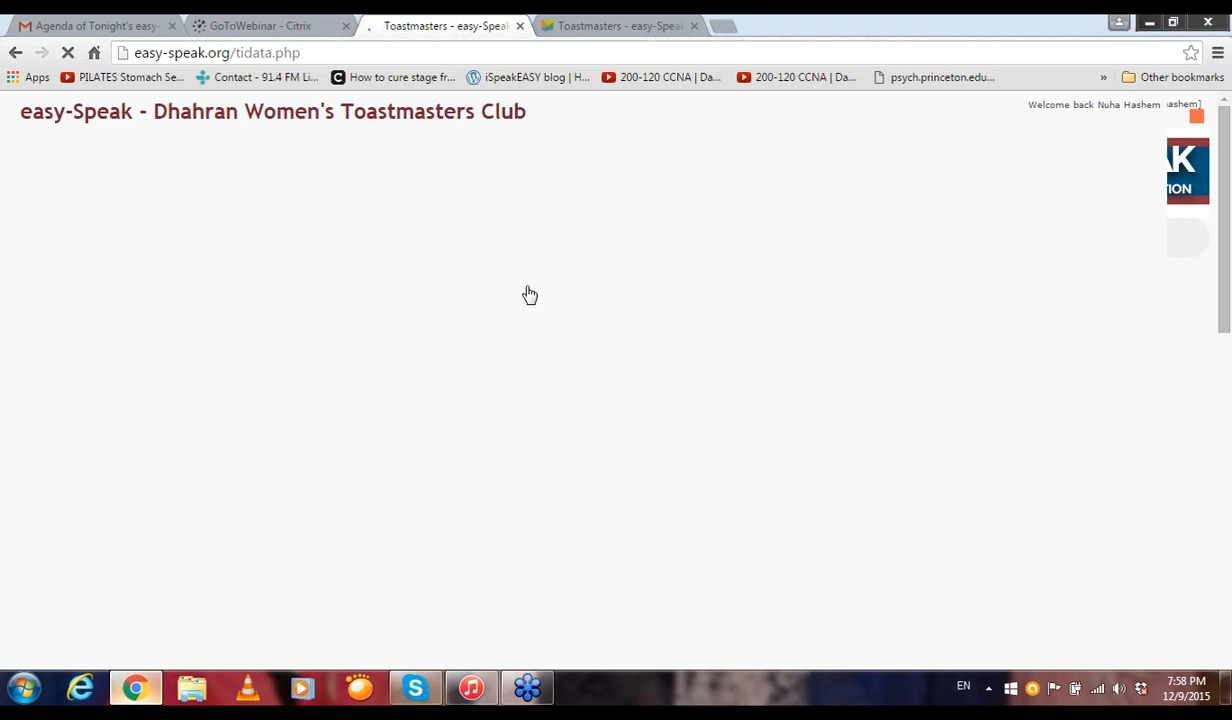 Agenda of Tonight's easy-
GoToWebinar - Citrix
Toastmasters - easy-Speak
Toastmasters - easy-Speak
easy-speak.org/tidata.php
Apps
PILATES Stomach Se...
Contact - 91.4 FM Li...
How to cure stage fr...
iSpeakEASY blog | H...
200-120 CCNA | Da...
200-120 CCNA | Da...
psych.princeton.edu...
»
Other bookmarks
easy-Speak - Dhahran Women's Toastmasters Club
Welcome back Nuha Hashem
ashem]
AK
TION
EN
7:58 PM
12/9/2015